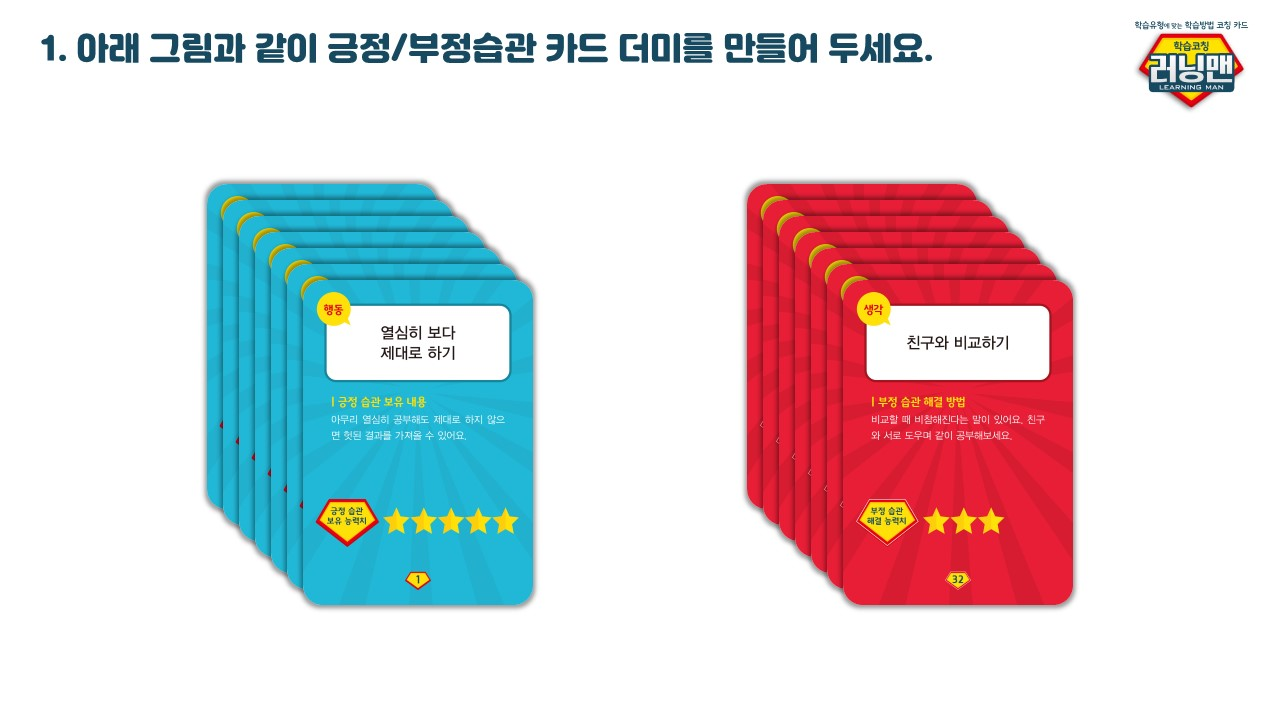 1. 아래 그림과 같이 긍정/부정습관 카드 더미를 만들어 두세요.
학습유형에 맞는 학습방법 코칭 카드
학습코칭
러닝맨
LEARNING MAN
행동
열심히 보다
제대로 하기
긍정 습관 보유 내용
아무리 열심히 공부해도 제대로 하지 않으
면 헛된 결과를 가져올 수 있어요.
긍정 습관
보유 능력치
1
생각
친구와 비교하기
부정 습관 해결 방법
비교할 때 비참해진다는 말이 있어요. 친구
와 서로 도우며 같이 공부해보세요.
부정 습관
해결 능력치
32